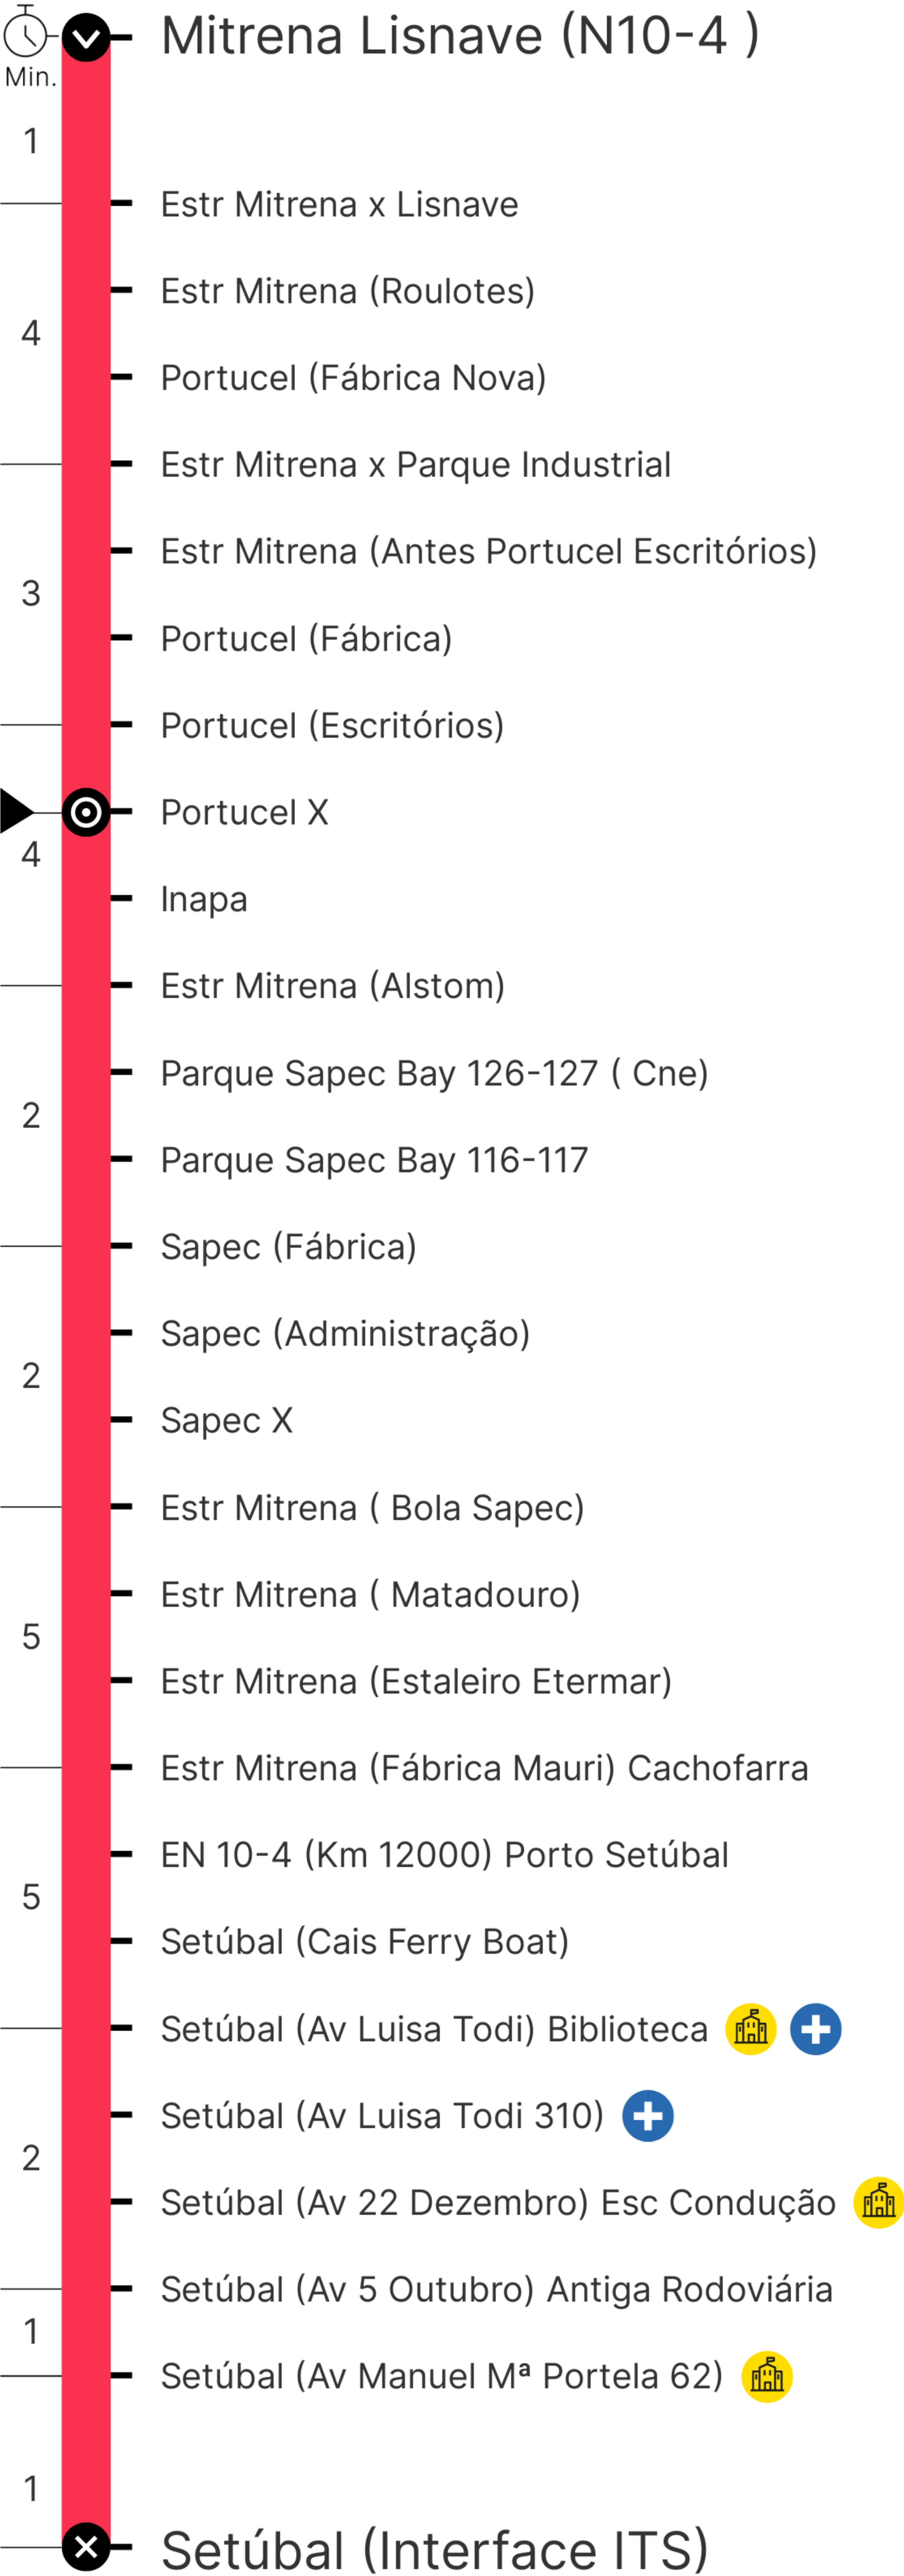 Mitrena Lisnave (N10-4 )
Min.
1
Estr Mitrena x Lisnave
Estr Mitrena (Roulotes)
4
Portucel (Fábrica Nova)
Estr Mitrena x Parque Industrial
Estr Mitrena (Antes Portucel Escritórios)
3
Portucel (Fábrica)
Portucel (Escritórios)
Portucel X
4
Inapa
Estr Mitrena (Alstom)
Parque Sapec Bay 126-127 ( Cne)
2
Parque Sapec Bay 116-117
Sapec (Fábrica)
Sapec (Administração)
2
Sapec X
Estr Mitrena ( Bola Sapec)
Estr Mitrena ( Matadouro)
5
Estr Mitrena (Estaleiro Etermar)
Estr Mitrena (Fábrica Mauri) Cachofarra
EN 10-4 (Km 12000) Porto Setúbal
5
Setúbal (Cais Ferry Boat)
Setúbal (Av Luisa Todi) Biblioteca
Setúbal (Av Luisa Todi 310)
2
Setúbal (Av 22 Dezembro) Esc Condução
Setúbal (Av 5 Outubro) Antiga Rodoviária
1
Setúbal (Av Manuel Mª Portela 62)
1
Setúbal (Interface ITS)